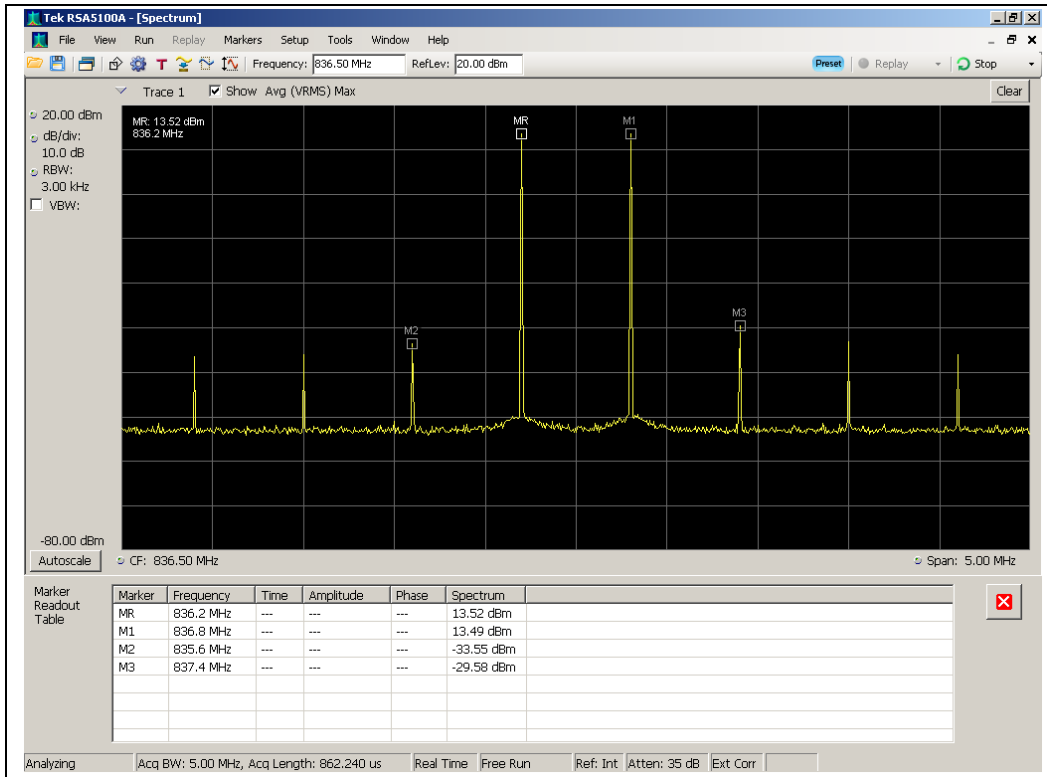 Tek RSA5100A - [Spectrum]
File View Run Replay Markers Setup Tools Window Help
T Frequency: 836.50 MHz RefLev: 20.00 dBm Preset Replay Stop
Trace 1 Show Avg (VRMS) Max Clear
20.00 dBm
dB/div:
10.0 dB
RBW:
3.00 kHz
VBW:
MR: 13.52 dBm
836.2 MHz
MR M1
M3
M2
-80.00 dBm
Autoscale CF: 836.50 MHz Span: 5.00 MHz
Marker Readout Table
Marker Frequency Time Amplitude Phase Spectrum
MR 836.2 MHz --- --- --- 13.52 dBm
M1 836.8 MHz --- --- --- 13.49 dBm
M2 835.6 MHz --- --- --- -33.55 dBm
M3 837.4 MHz --- --- --- -29.58 dBm
Analyzing Acq BW: 5.00 MHz, Acq Length: 862.240 us Real Time Free Run Ref: Int Atten: 35 dB Ext Corr